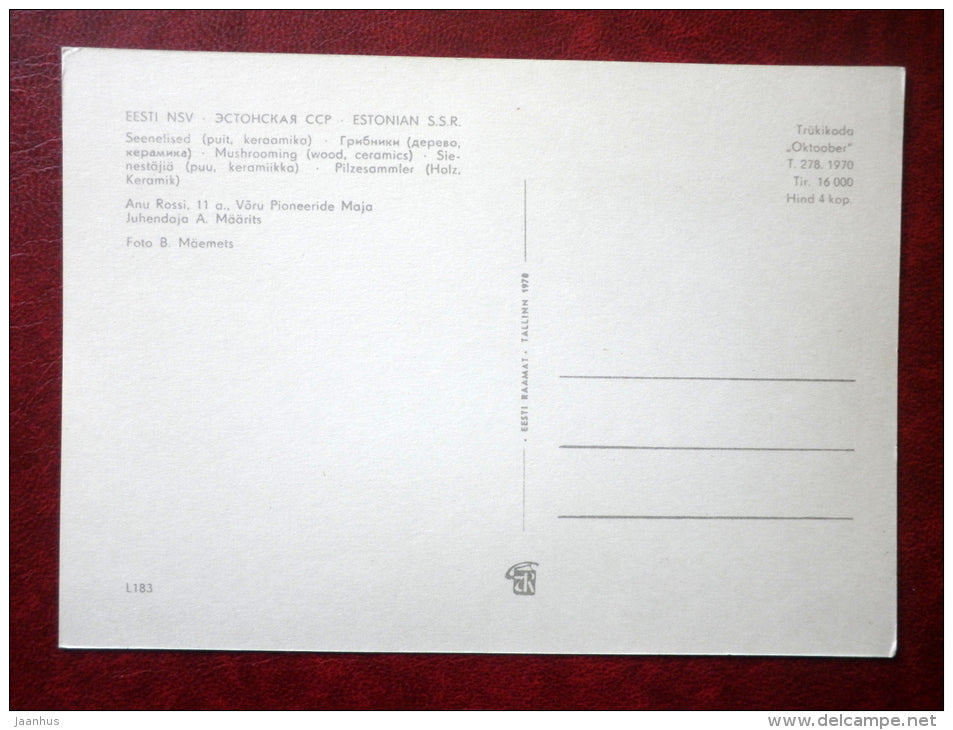 EESTI NSV · ЭСТОНСКАЯ ССР · ESTONIAN S.S.R.
Seenelised (puit, keraamika) · Грибники (дерево,
керамика) · Mushrooming (wood, ceramics) · Sie-
nestäjiä (puu, keramiikka) · Pilzesammler (Holz,
Keramik)
Anu Rossi, 11 a., Võru Pioneeride Maja
Juhendaja A. Määrits
Foto B. Mäemets
L183
· EESTI RAAMAT · TALLINN 1970
Trükikoda
„Oktoober"
T. 278. 1970
Tir. 16 000
Hind 4 kop.
jaanhus
www.delcampe.net